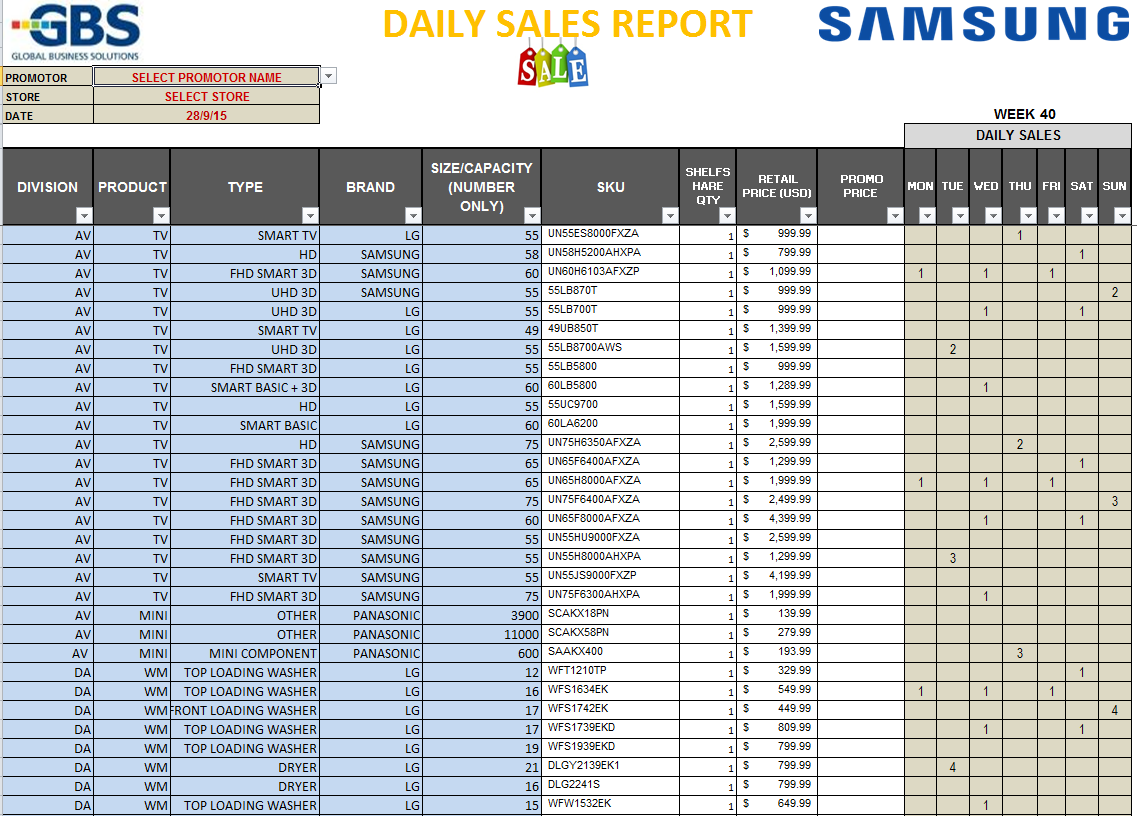 GBS
GLOBAL BUSINESS SOLUTIONS
DAILY SALES REPORT
SALE
SAMSUNG
PROMOTOR SELECT PROMOTOR NAME
STORE SELECT STORE
DATE 28/9/15
WEEK 40
DAILY SALES
DIVISION PRODUCT TYPE BRAND SIZE/CAPACITY (NUMBER ONLY) SKU SHELFS HARE QTY RETAIL PRICE (USD) PROMO PRICE MON TUE WED THU FRI SAT SUN
AV TV SMART TV LG 55 UN55ES8000FXZA 1 $ 999.99 1
AV TV HD SAMSUNG 58 UN58H5200AHXPA 1 $ 799.99 1
AV TV FHD SMART 3D SAMSUNG 60 UN60H6103AFXZP 1 $ 1,099.99 1 1 1
AV TV UHD 3D SAMSUNG 55 55LB870T 1 $ 999.99 2
AV TV UHD 3D LG 55 55LB700T 1 $ 999.99 1 1
AV TV SMART TV LG 49 49UB850T 1 $ 1,399.99
AV TV UHD 3D LG 55 55LB8700AWS 1 $ 1,599.99 2
AV TV FHD SMART 3D LG 55 55LB5800 1 $ 999.99
AV TV SMART BASIC + 3D LG 60 60LB5800 1 $ 1,289.99 1
AV TV HD LG 55 55UC9700 1 $ 1,599.99
AV TV SMART BASIC LG 60 60LA6200 1 $ 1,999.99
AV TV HD SAMSUNG 75 UN75H6350AFXZA 1 $ 2,599.99 2
AV TV FHD SMART 3D SAMSUNG 65 UN65F6400AFXZA 1 $ 1,299.99 1
AV TV FHD SMART 3D SAMSUNG 65 UN65H8000AFXZA 1 $ 1,999.99 1 1 1
AV TV FHD SMART 3D SAMSUNG 75 UN75F6400AFXZA 1 $ 2,499.99 3
AV TV FHD SMART 3D SAMSUNG 60 UN65F8000AFXZA 1 $ 4,399.99 1 1
AV TV FHD SMART 3D SAMSUNG 55 UN55HU9000FXZA 1 $ 2,599.99
AV TV FHD SMART 3D SAMSUNG 55 UN55H8000AHXPA 1 $ 1,299.99 3
AV TV SMART TV SAMSUNG 55 UN55JS9000FXZP 1 $ 4,199.99
AV TV FHD SMART 3D SAMSUNG 75 UN75F6300AHXPA 1 $ 1,999.99 1
AV MINI OTHER PANASONIC 3900 SCAKX18PN 1 $ 139.99
AV MINI OTHER PANASONIC 11000 SCAKX58PN 1 $ 279.99
AV MINI MINI COMPONENT PANASONIC 600 SAAKX400 1 $ 193.99 3
DA WM TOP LOADING WASHER LG 12 WFT1210TP 1 $ 329.99 1
DA WM TOP LOADING WASHER LG 16 WFS1634EK 1 $ 549.99 1 1 1
DA WM FRONT LOADING WASHER LG 17 WFS1742EK 1 $ 449.99 4
DA WM TOP LOADING WASHER LG 17 WFS1739EKD 1 $ 809.99 1 1
DA WM TOP LOADING WASHER LG 19 WFS1939EKD 1 $ 799.99
DA WM DRYER LG 21 DLGY2139EK1 1 $ 799.99 4
DA WM DRYER LG 16 DLG2241S 1 $ 799.99
DA WM TOP LOADING WASHER LG 15 WFW1532EK 1 $ 649.99 1